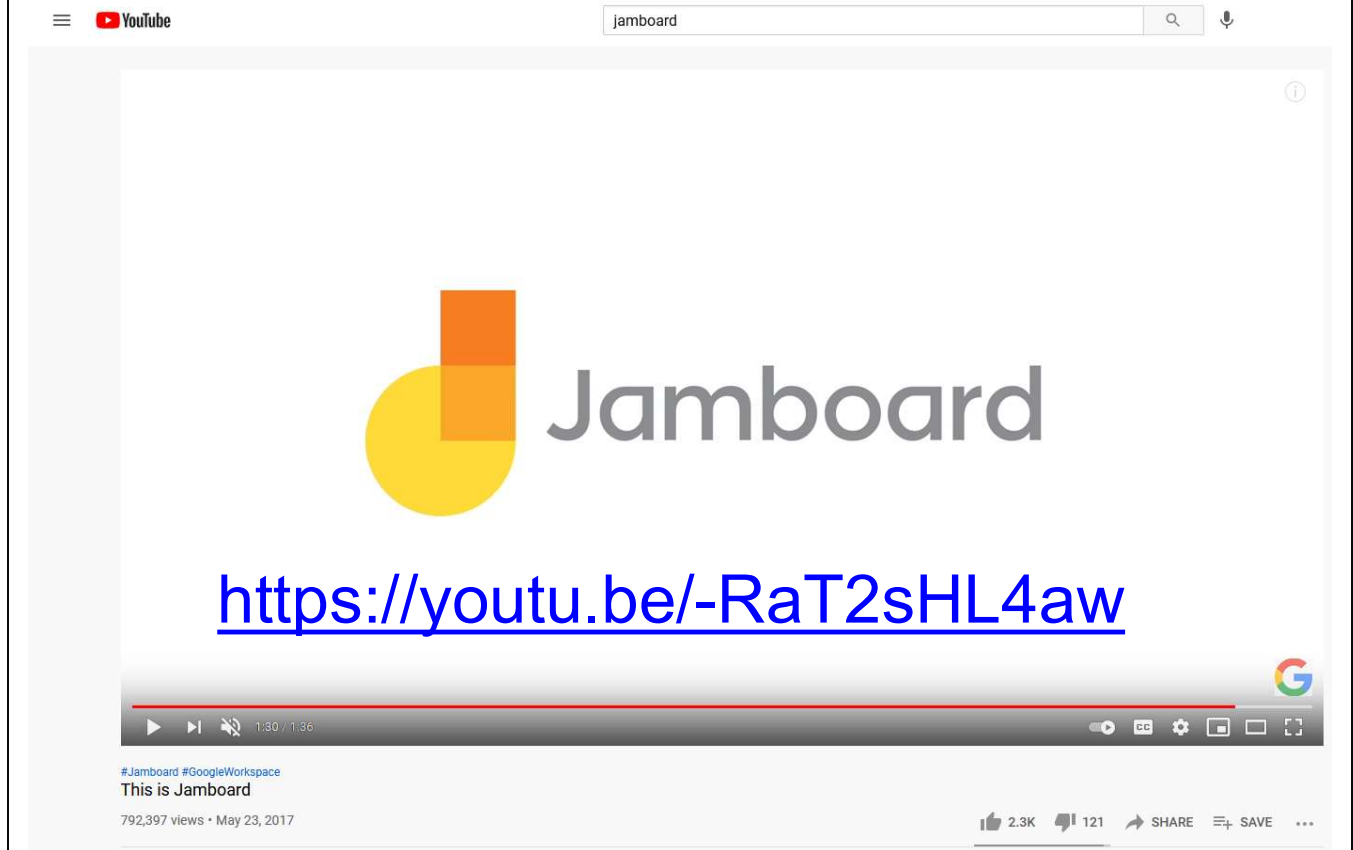 YouTube
jamboard
Jamboard
https://youtu.be/-RaT2sHL4aw
G
1:30 / 1:36
CC
#Jamboard #GoogleWorkspace
This is Jamboard
792,397 views • May 23, 2017
2.3K 121 SHARE SAVE